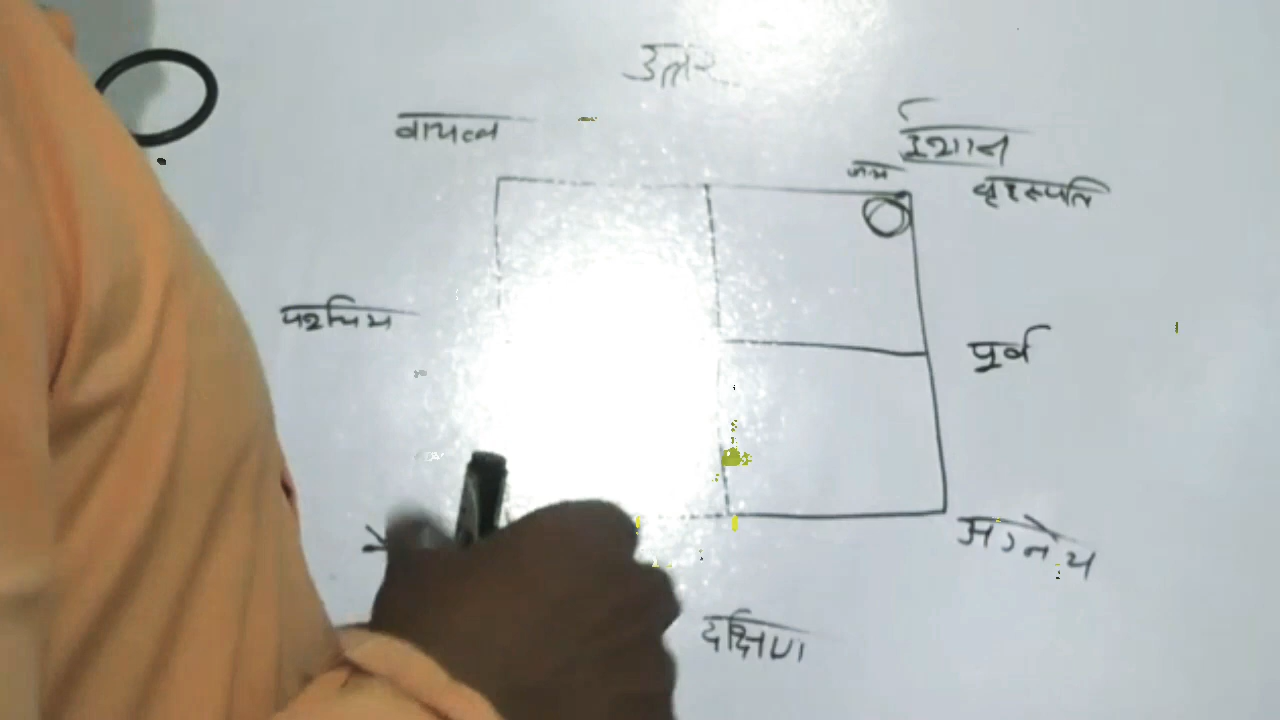 उत्तर
वायव्य
ईशान
जल
बृहस्पति
पश्चिम
पूर्व
आग्नेय
दक्षिण